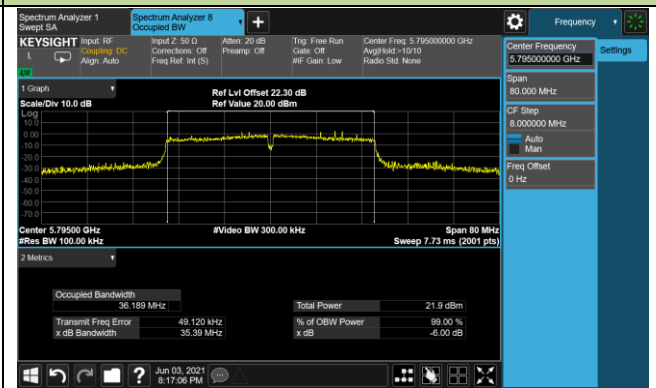 Spectrum Analyzer 1
Swept SA
Spectrum Analyzer 8
Occupied BW
Frequency
KEYSIGHT
L
Input: RF
Coupling: DC
Align: Auto
Input Z: 50 Ω
Corrections: Off
Freq Ref: Int (S)
Atten: 20 dB
Preamp: Off
Trig: Free Run
Gate: Off
#IF Gain: Low
Center Freq: 5.795000000 GHz
Avg|Hold:>10/10
Radio Std: None
Center Frequency
5.795000000 GHz
Settings
Span
80.000 MHz
CF Step
8.000000 MHz
Auto
Man
Freq Offset
0 Hz
1 Graph
Scale/Div 10.0 dB
Ref Lvl Offset 22.30 dB
Ref Value 20.00 dBm
Log
10.0
0.00
-10.0
-20.0
-30.0
-40.0
-50.0
-60.0
-70.0
Center 5.79500 GHz
#Video BW 300.00 kHz
Span 80 MHz
#Res BW 100.00 kHz
Sweep 7.73 ms (2001 pts)
2 Metrics
Occupied Bandwidth
36.189 MHz
Total Power
21.9 dBm
Transmit Freq Error
49.120 kHz
% of OBW Power
99.00 %
x dB Bandwidth
35.39 MHz
x dB
-6.00 dB
?
Jun 03, 2021
8:17:06 PM